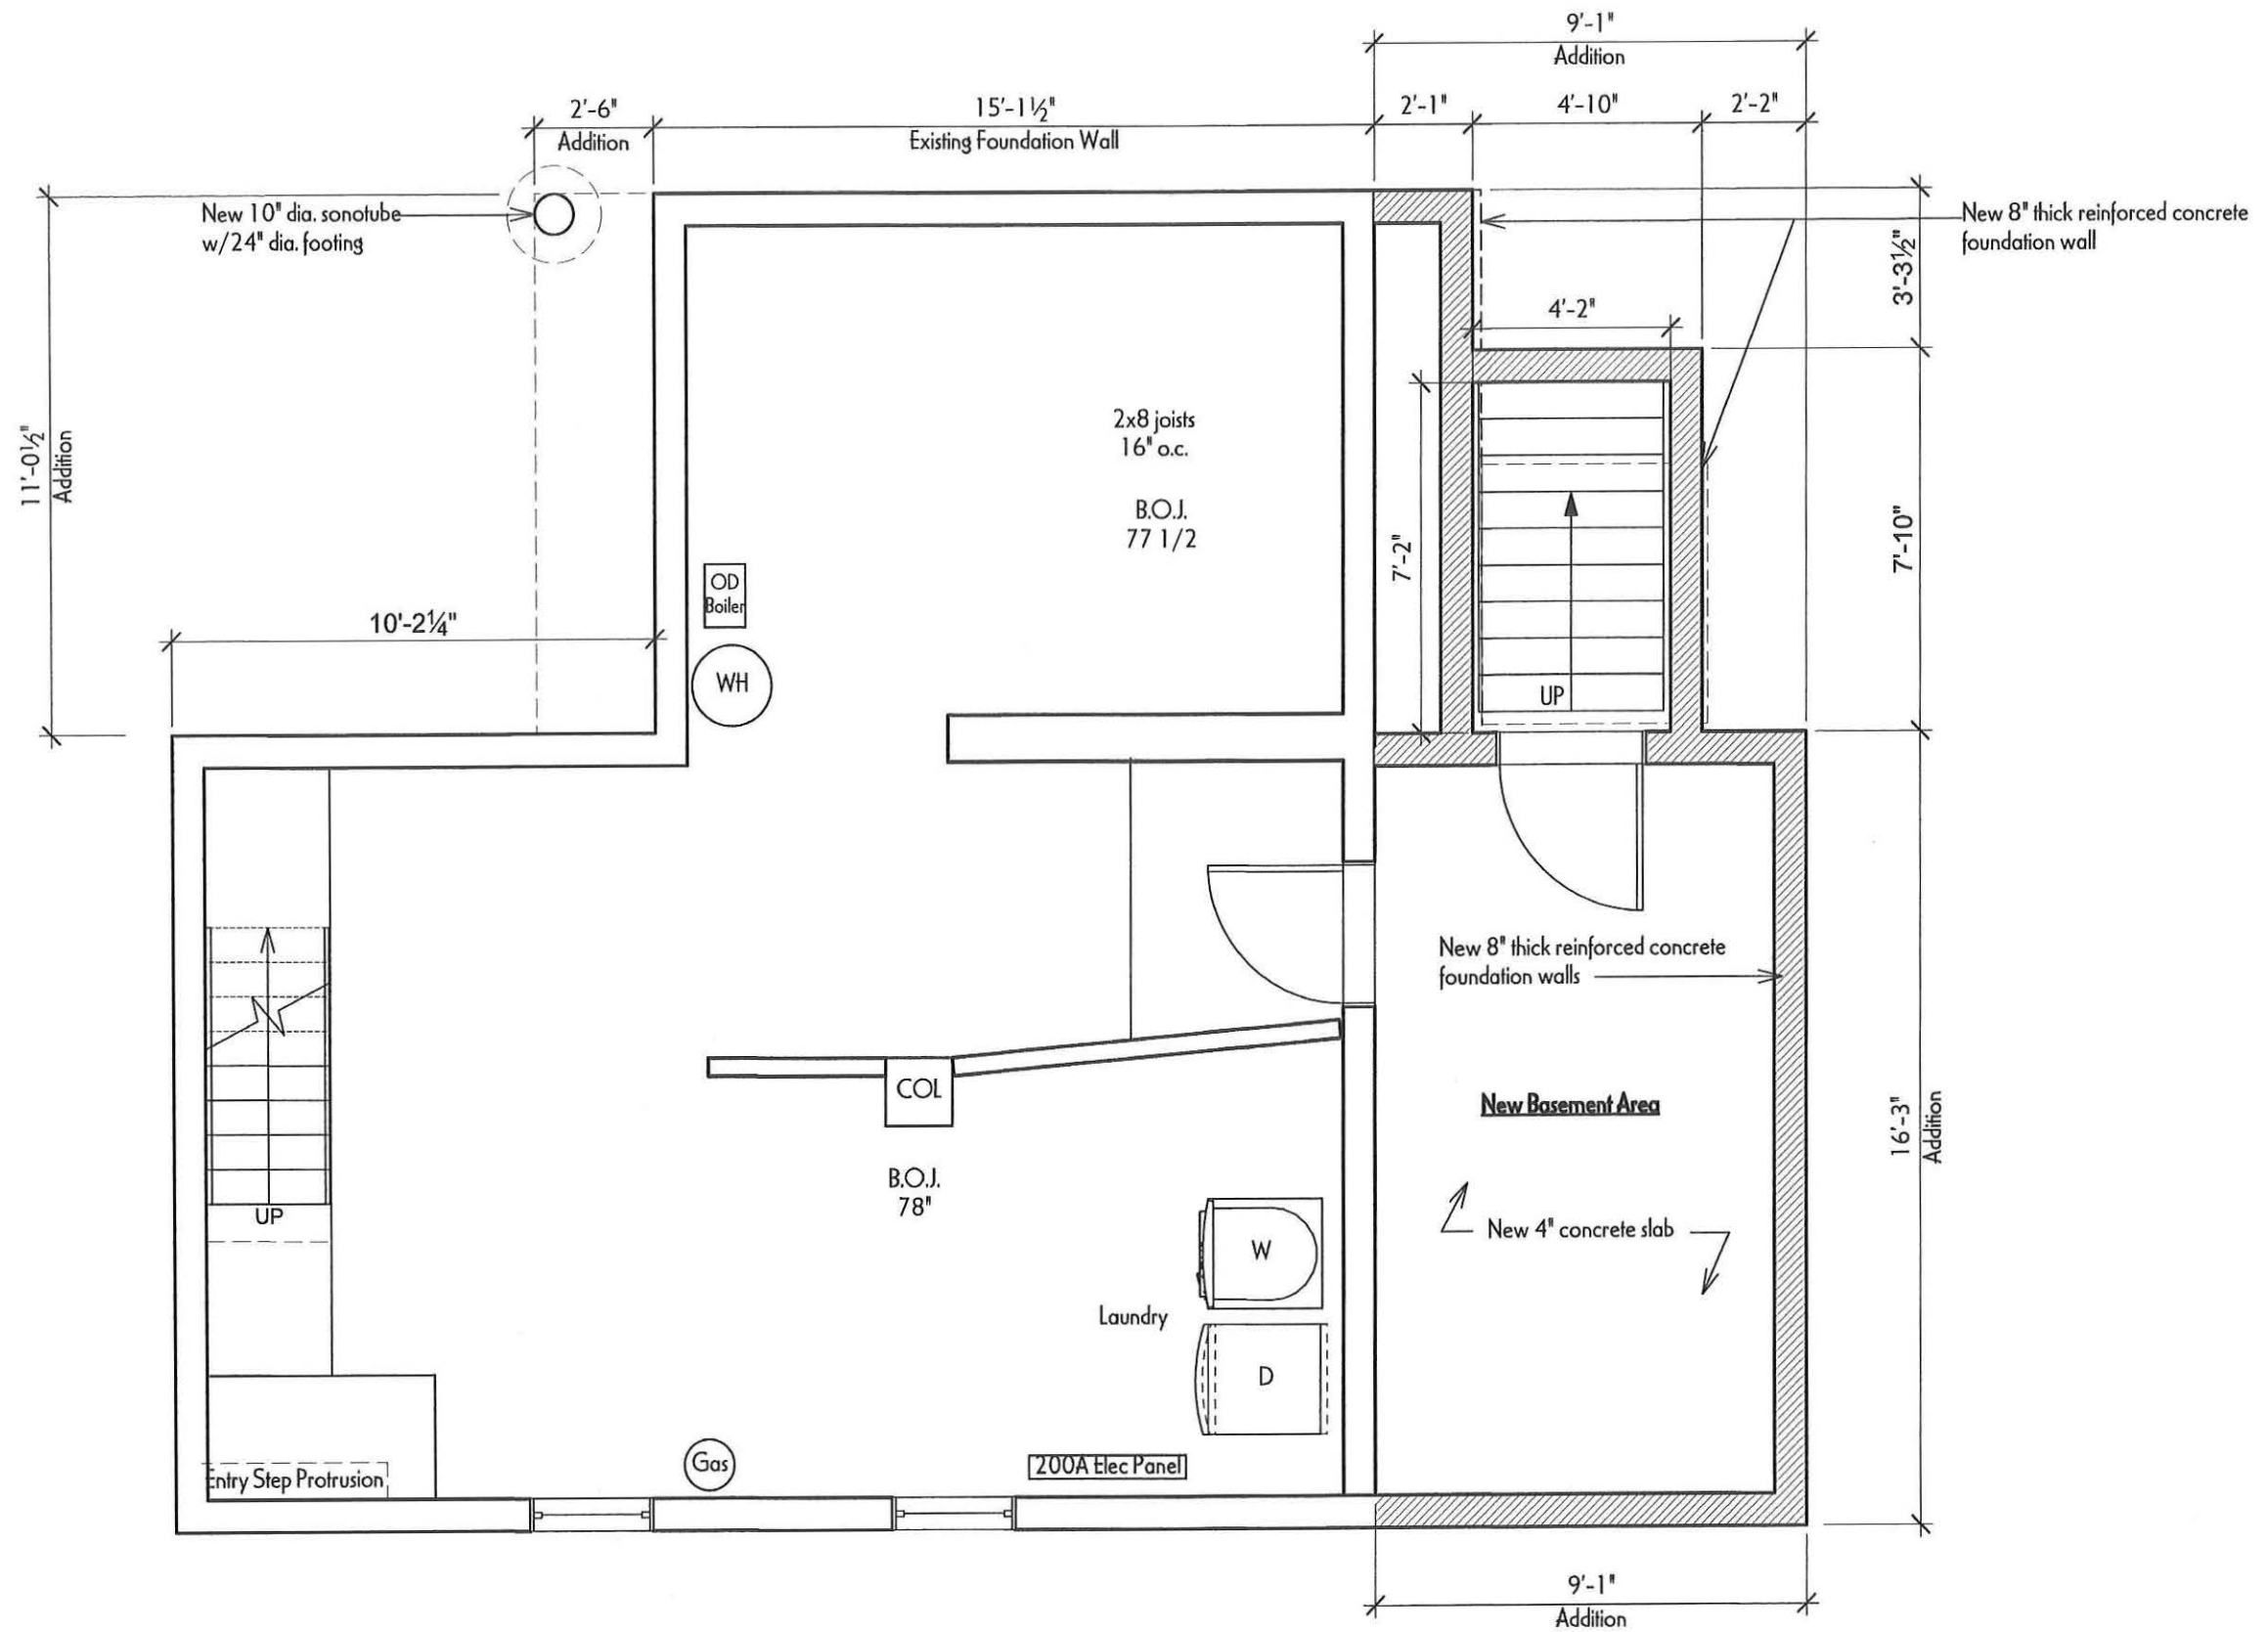 9'-1"
Addition
2'-6"
Addition
15'-1½"
Existing Foundation Wall
2'-1"
4'-10"
2'-2"
New 10" dia. sonotube
w/24" dia. footing
New 8" thick reinforced concrete
foundation wall
3'-3½"
4'-2"
11'-0½"
Addition
2x8 joists
16" o.c.
B.O.J.
77 1/2
7'-2"
7'-10"
OD
Boiler
10'-2¼"
WH
UP
New 8" thick reinforced concrete
foundation walls
COL
New Basement Area
16'-3"
Addition
B.O.J.
78"
UP
New 4" concrete slab
W
Laundry
D
Gas
200A Elec Panel
Entry Step Protrusion
9'-1"
Addition